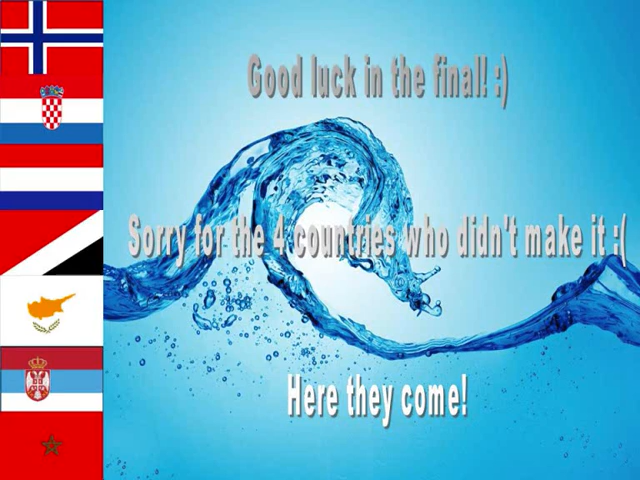 Good luck in the final! :)
Sorry for the 4 countries who didn't make it :(
Here they come!